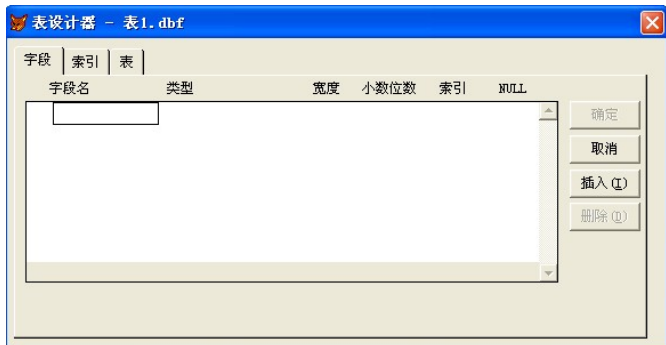 表设计器 - 表1.dbf
字段 索引 表
字段名 类型 宽度 小数位数 索引 NULL
确定
取消
插入(I)
删除(D)